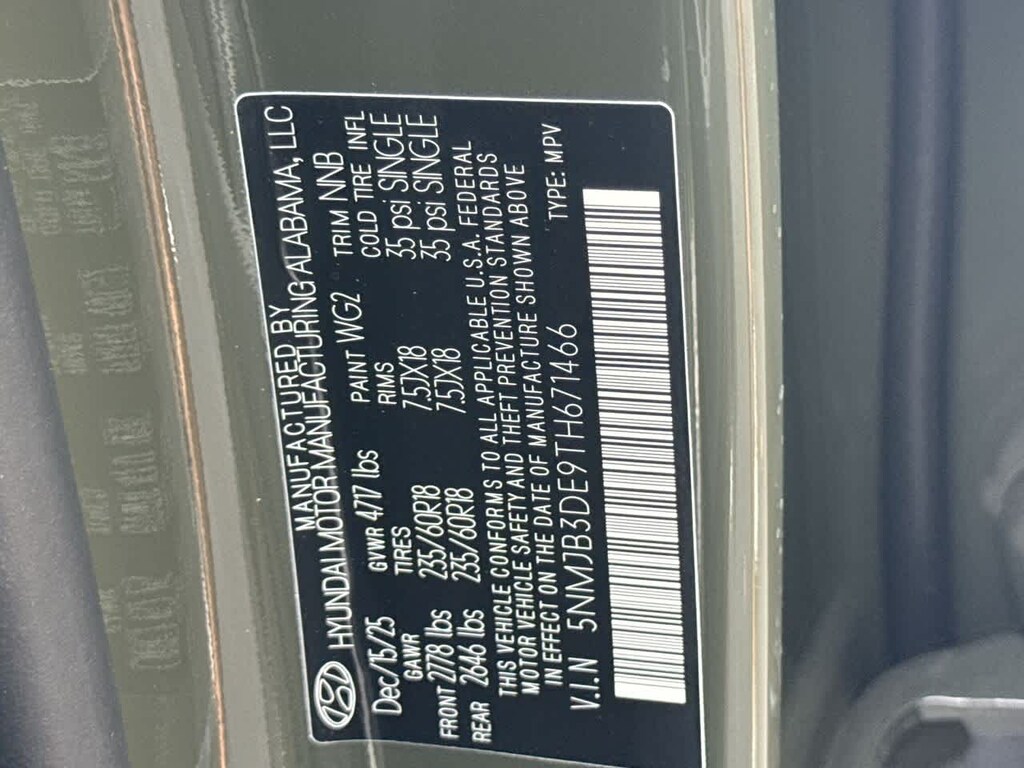 MANUFACTURED BY
HYUNDAI MOTOR MANUFACTURING ALABAMA, LLC
Dec/15/25 GVWR 4717 lbs PAINT WG2 TRIM NNB
GAWR TIRES RIMS COLD TIRE INFL
FRONT 2778 lbs 235/60R18 7.5JX18 35 psi SINGLE
REAR 2646 lbs 235/60R18 7.5JX18 35 psi SINGLE
THIS VEHICLE CONFORMS TO ALL APPLICABLE U.S.A. FEDERAL
MOTOR VEHICLE SAFETY AND THEFT PREVENTION STANDARDS
IN EFFECT ON THE DATE OF MANUFACTURE SHOWN ABOVE
V.I.N 5NMJB3DE9TH671466 TYPE: MPV